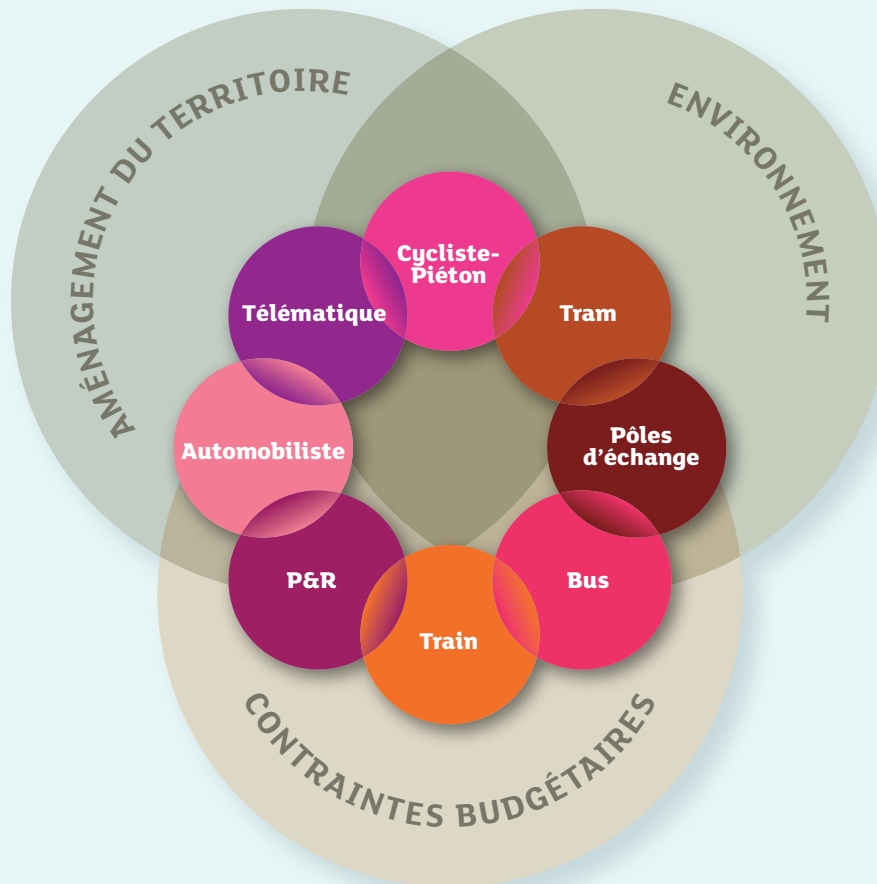 AMÉNAGEMENT DU TERRITOIRE
ENVIRONNEMENT
Cycliste-
Piéton
Télématique
Tram
Automobiliste
Pôles
d'échange
P&R
Bus
Train
CONTRAINTES BUDGÉTAIRES